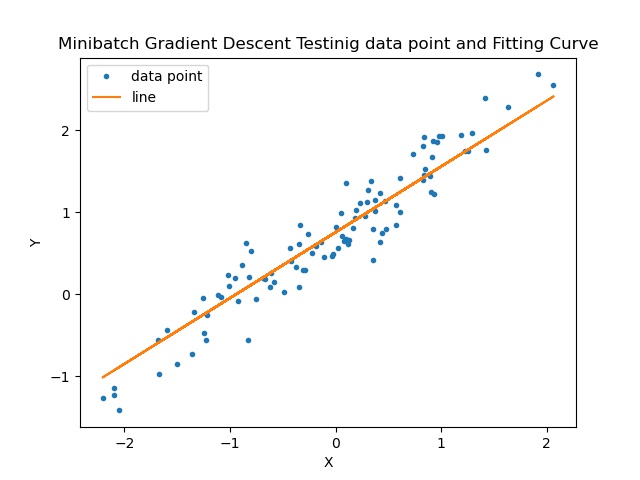 Minibatch Gradient Descent Testinig data point and Fitting Curve
data point
line
Y
2
1
0
−1
−2
−1
0
1
2
X